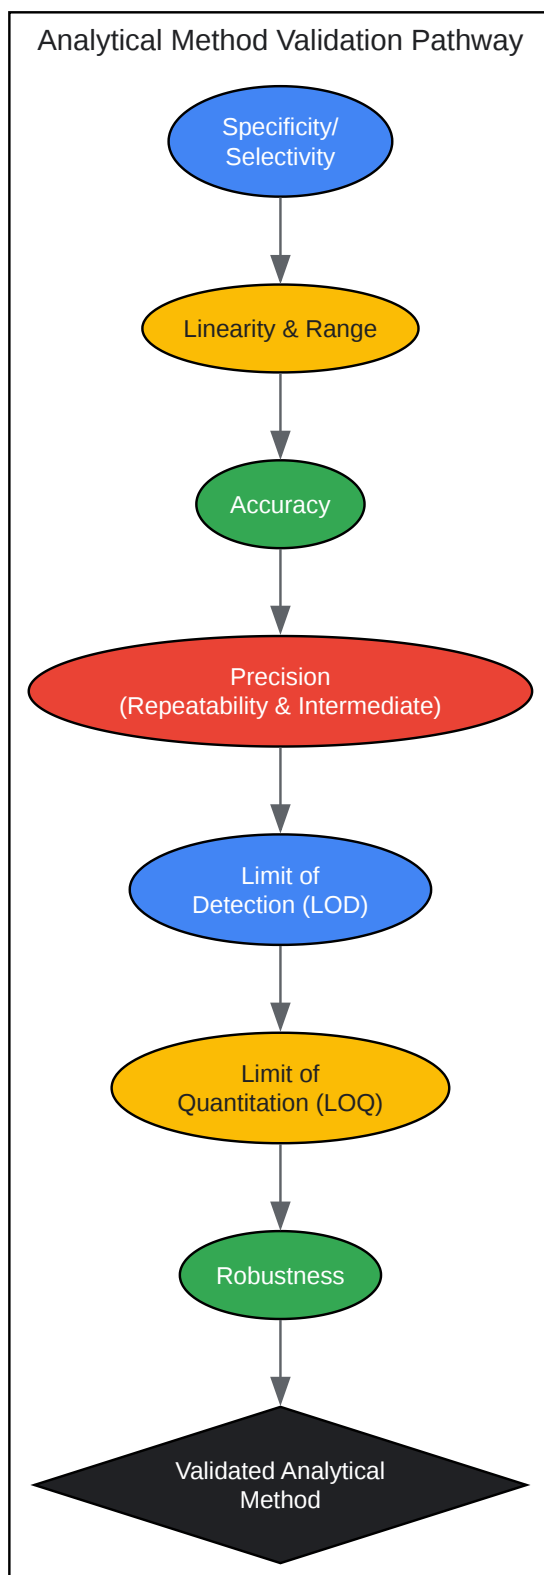 Analytical Method Validation Pathway
Specificity/
Selectivity
Linearity & Range
Accuracy
Precision
(Repeatability & Intermediate)
Limit of
Detection (LOD)
Limit of
Quantitation (LOQ)
Robustness
Validated Analytical
Method